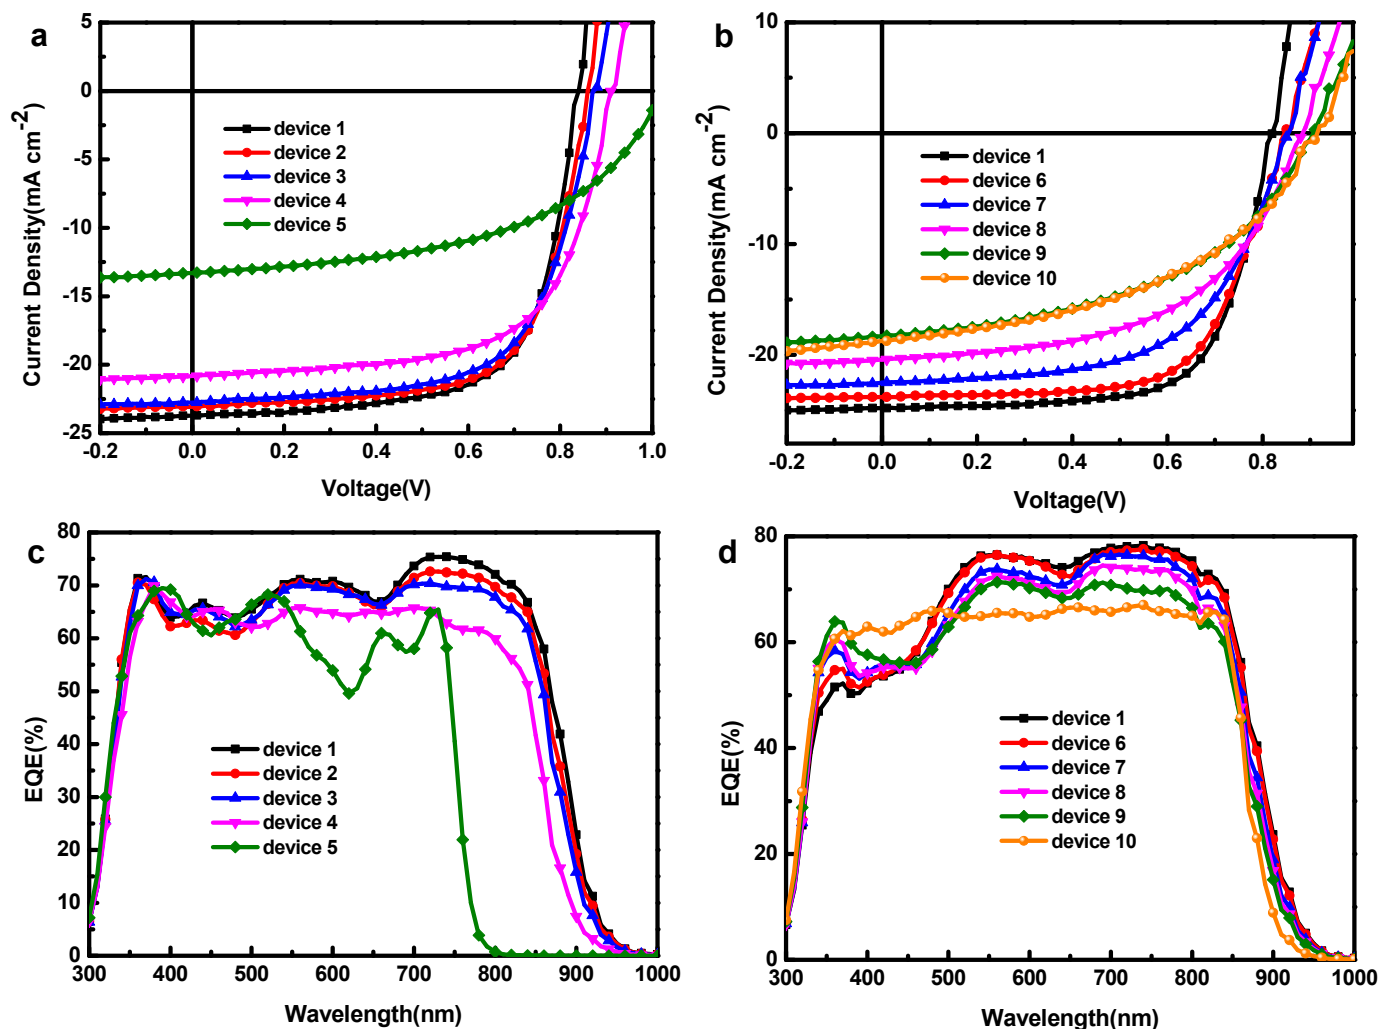 a
5
0
-5
-10
-15
-20
-25
Current Density(mA cm-2)
device 1
device 2
device 3
device 4
device 5
-0.2 0.0 0.2 0.4 0.6 0.8 1.0
Voltage(V)
b
10
0
-10
-20
Current Density(mA cm-2)
device 1
device 6
device 7
device 8
device 9
device 10
-0.2 0.0 0.2 0.4 0.6 0.8
Voltage(V)
c
80
70
60
50
40
30
20
10
0
EQE(%)
device 1
device 2
device 3
device 4
device 5
300 400 500 600 700 800 900 1000
Wavelength(nm)
d
80
60
40
20
0
EQE(%)
device 1
device 6
device 7
device 8
device 9
device 10
300 400 500 600 700 800 900 1000
Wavelength(nm)